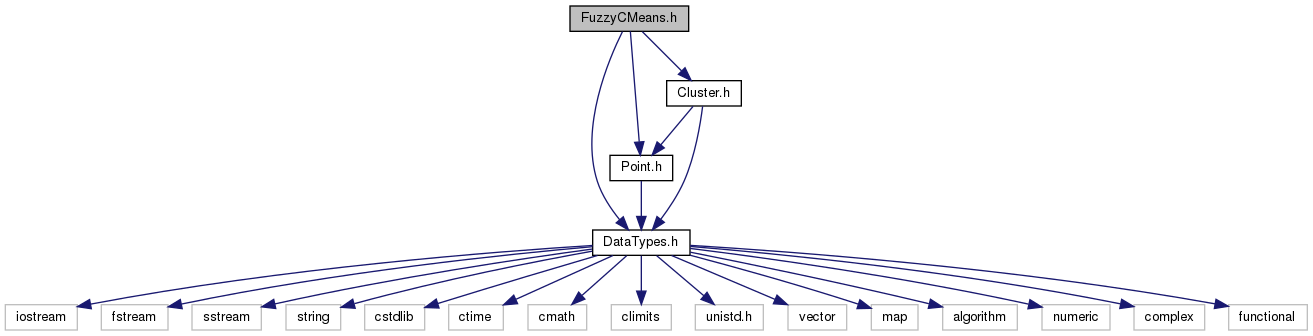 FuzzyCMeans.h
Cluster.h
Point.h
DataTypes.h
iostream
fstream
sstream
string
cstdlib
ctime
cmath
climits
unistd.h
vector
map
algorithm
numeric
complex
functional